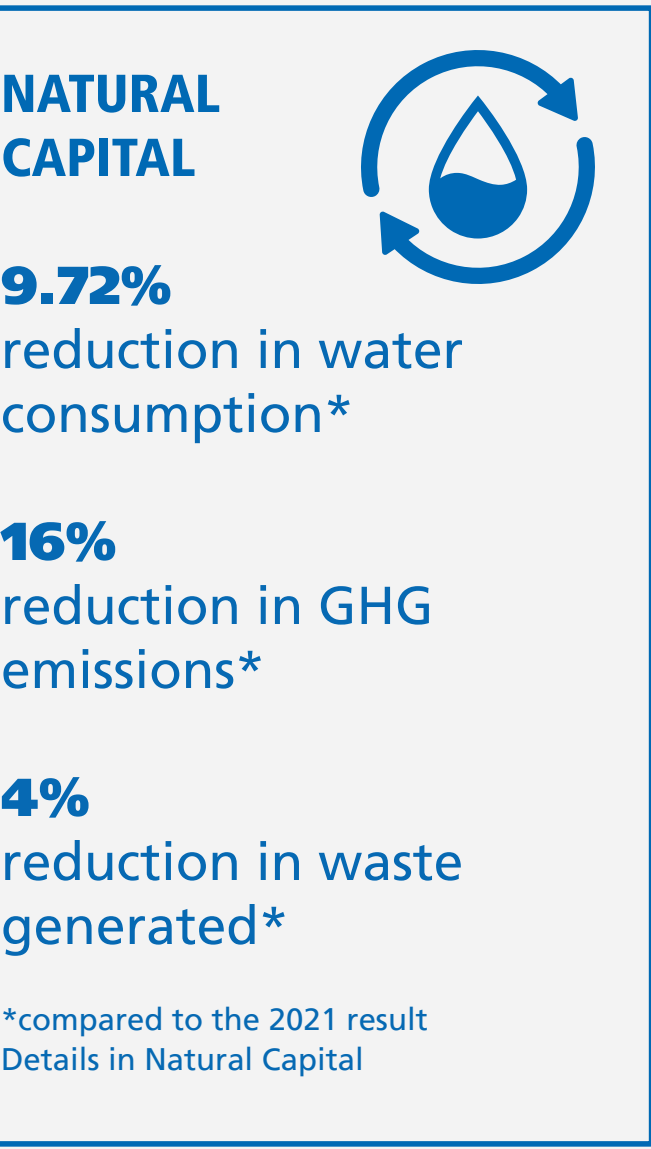 NATURAL
CAPITAL
9.72%
reduction in water
consumption*
16%
reduction in GHG
emissions*
4%
reduction in waste
generated*
*compared to the 2021 result
Details in Natural Capital